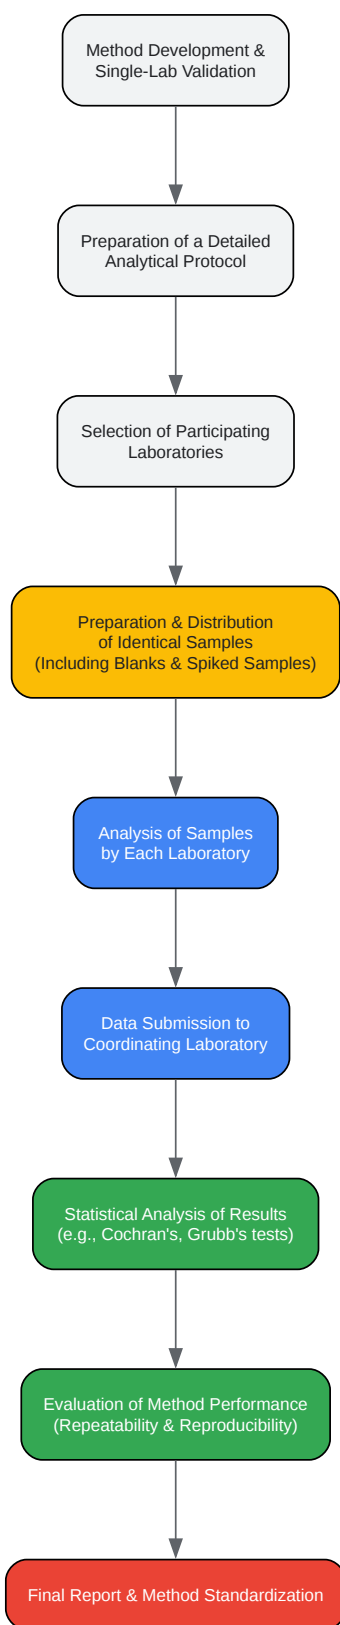 Method Development &
Single-Lab Validation
Preparation of a Detailed
Analytical Protocol
Selection of Participating
Laboratories
Preparation & Distribution
of Identical Samples
(Including Blanks & Spiked Samples)
Analysis of Samples
by Each Laboratory
Data Submission to
Coordinating Laboratory
Statistical Analysis of Results
(e.g., Cochran's, Grubb's tests)
Evaluation of Method Performance
(Repeatability & Reproducibility)
Final Report & Method Standardization